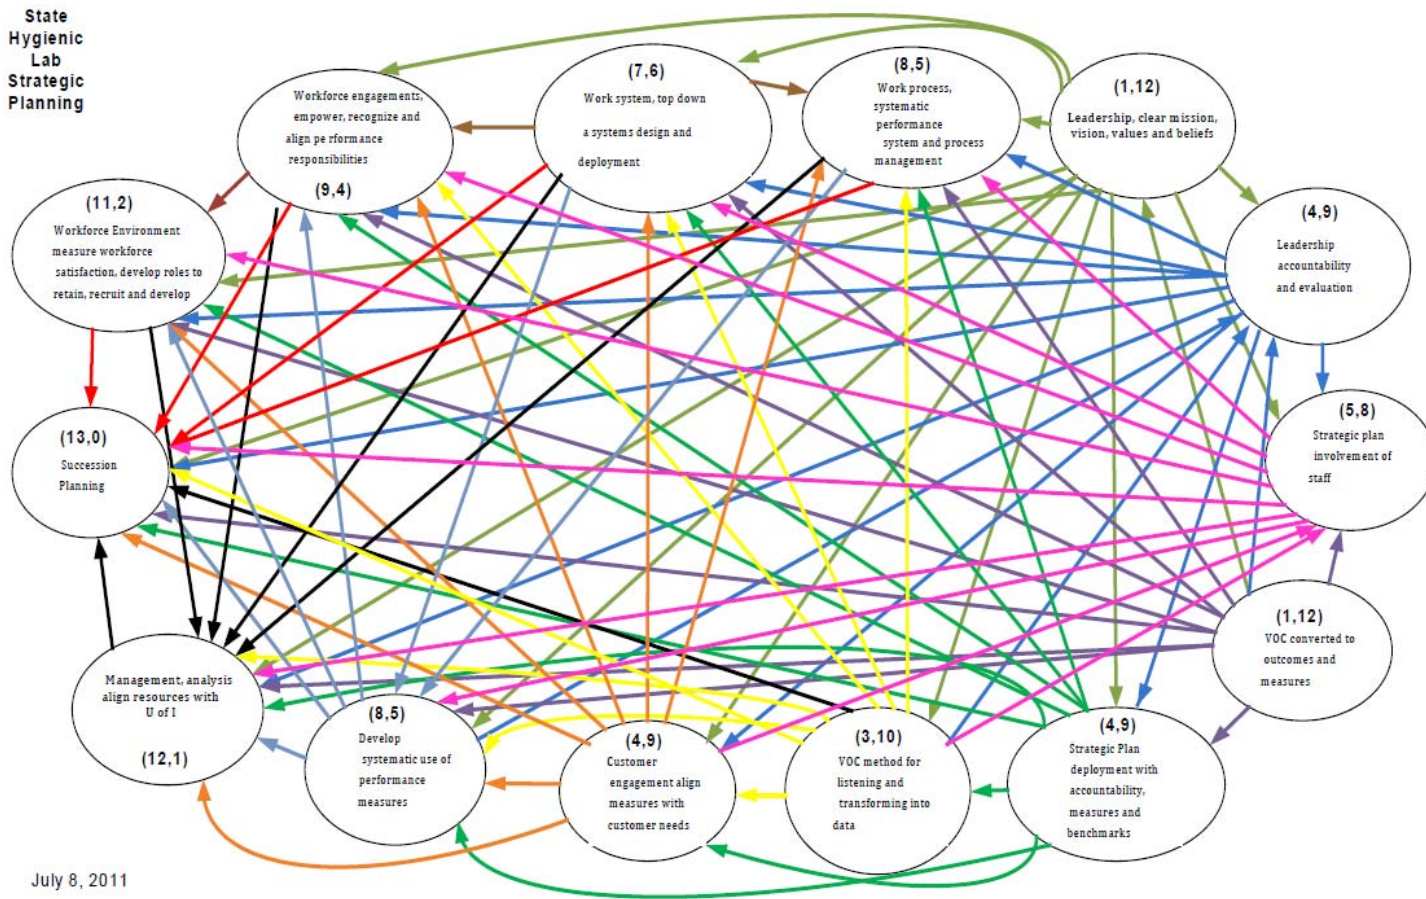 State
Hygienic
Lab
Strategic
Planning
(7,6)
Work system, top down
a systems design and
deployment
(8,5)
Work process,
systematic
performance
system and process
management
(1,12)
Leadership, clear mission,
vision, values and beliefs
Workforce engagements,
empower, recognize and
align pe rformance
responsibilities
(9,4)
(11,2)
Workforce Environment
measure workforce
satisfaction, develop roles to
retain, recruit and develop
(4,9)
Leadership
accountability
and evaluation
(13,0)
Succession
Planning
(5,8)
Strategic plan
involvement of
staff
(1,12)
VOC converted to
outcomes and
measures
Management, analysis
align resources with
U of I
(12,1)
(8,5)
Develop
systematic use of
performance
measures
(4,9)
Customer
engagement align
measures with
customer needs
(3,10)
VOC method for
listening and
transforming into
data
(4,9)
Strategic Plan
deployment with
accountability,
measures and
benchmarks
July 8, 2011